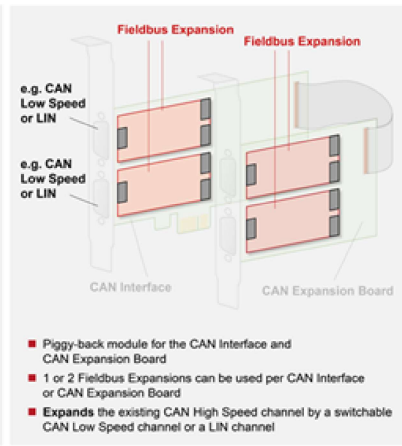 Fieldbus Expansion
Fieldbus Expansion
e.g. CAN
Low Speed
or LIN
e.g. CAN
Low Speed
or LIN
CAN Interface
CAN Expansion Board
Piggy-back module for the CAN Interface and
CAN Expansion Board
1 or 2 Fieldbus Expansions can be used per CAN Interface
or CAN Expansion Board
Expands the existing CAN High Speed channel by a switchable
CAN Low Speed channel or a LIN channel